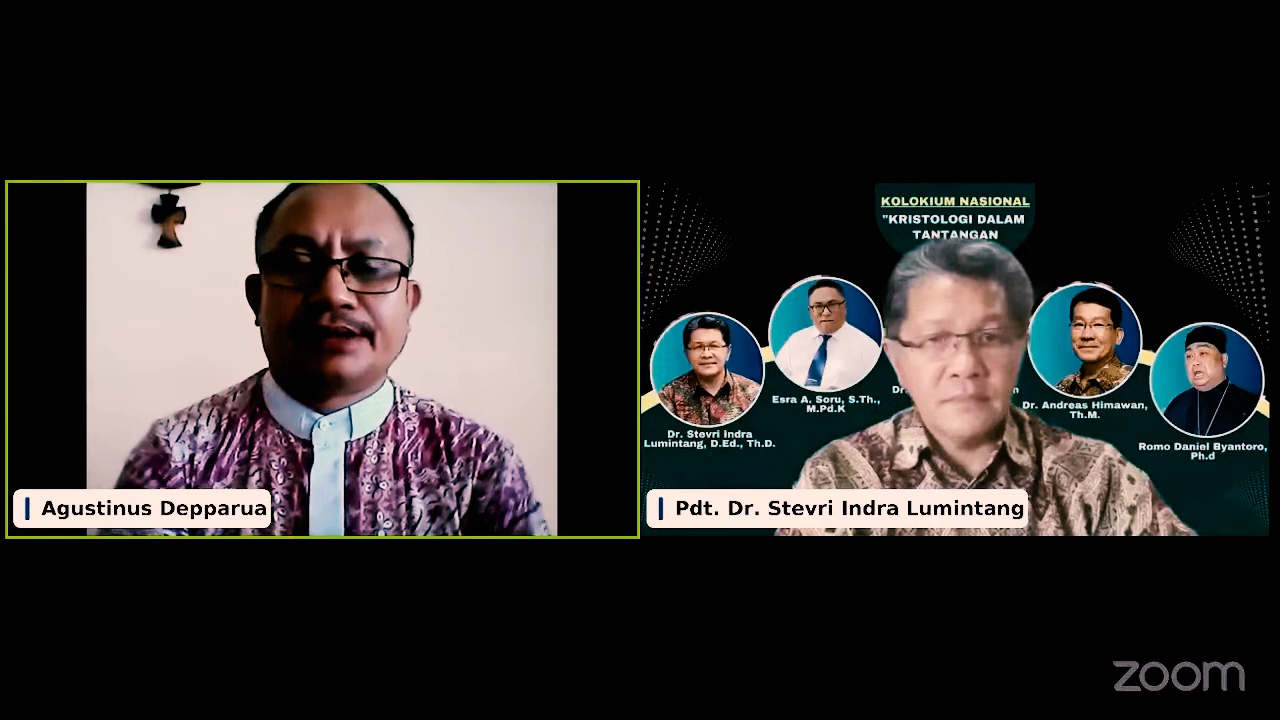 KOLOKIUM NASIONAL
"KRISTOLOGI DALAM
TANTANGAN
Esra A. Soru, S.Th.,
M.Pd.K
Dr.
Dr. Andreas Himawan,
Th.M.
Dr. Stevri Indra
Lumintang, D.Ed., Th.D.
Romo Daniel Byantoro,
Ph.d
Agustinus Depparua
Pdt. Dr. Stevri Indra Lumintang
zoom